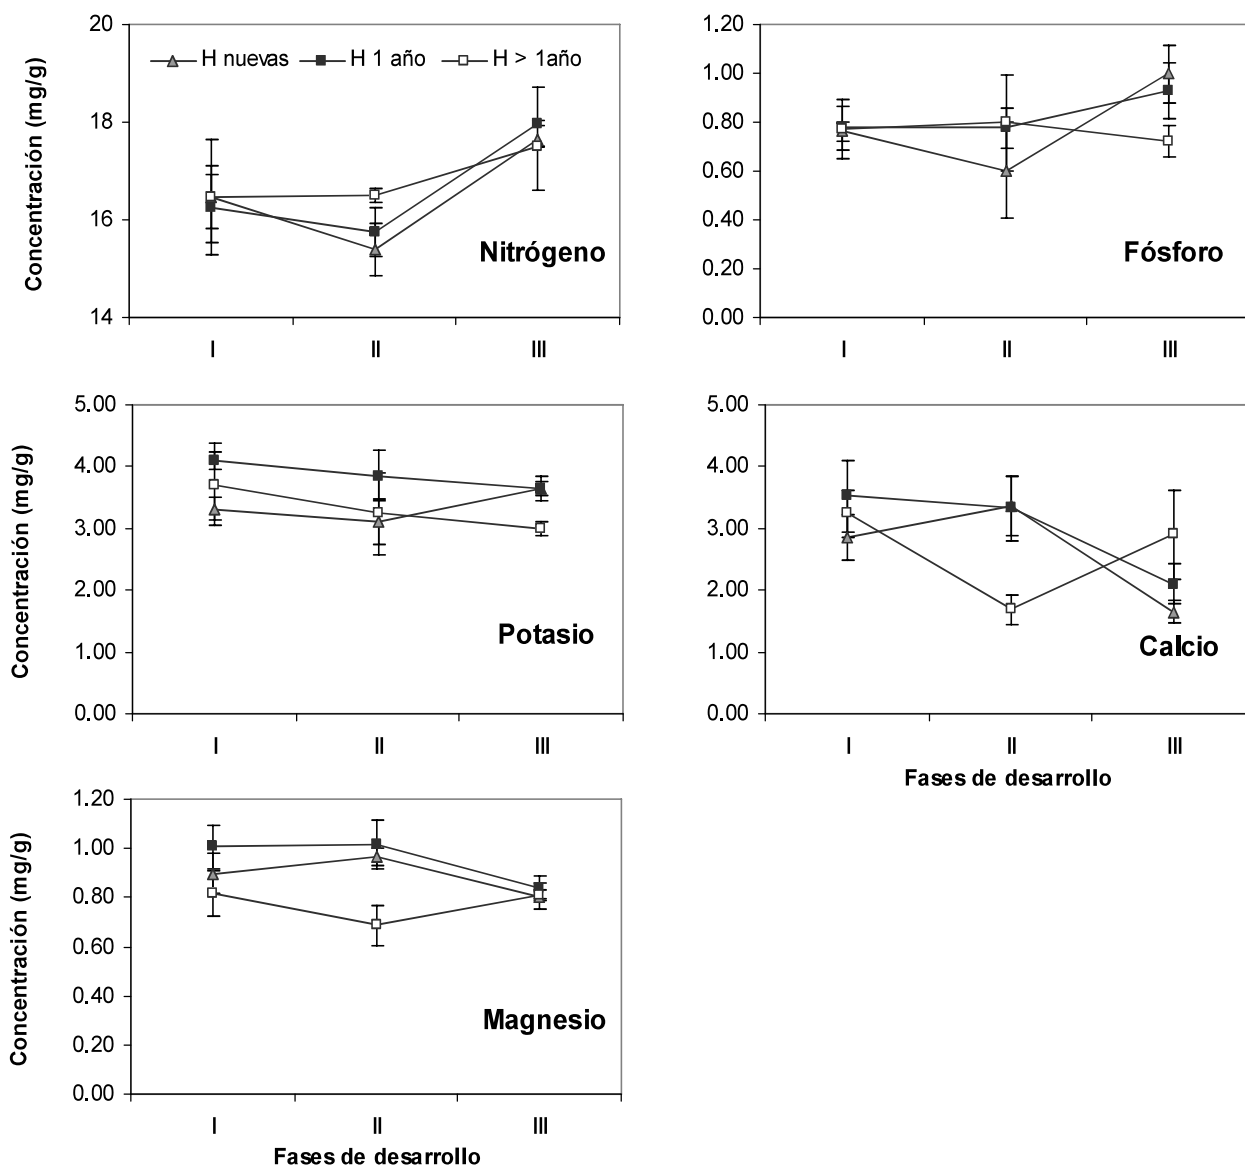 Concentración (mg/g)
20
18
16
14
H nuevas
H 1 año
H > 1año
Nitrógeno
I
II
III
1.20
1.00
0.80
0.60
0.40
0.20
0.00
Fósforo
I
II
III
Concentración (mg/g)
5.00
4.00
3.00
2.00
1.00
0.00
Potasio
I
II
III
5.00
4.00
3.00
2.00
1.00
0.00
Calcio
I
II
III
Fases de desarrollo
Concentración (mg/g)
1.20
1.00
0.80
0.60
0.40
0.20
0.00
Magnesio
I
II
III
Fases de desarrollo